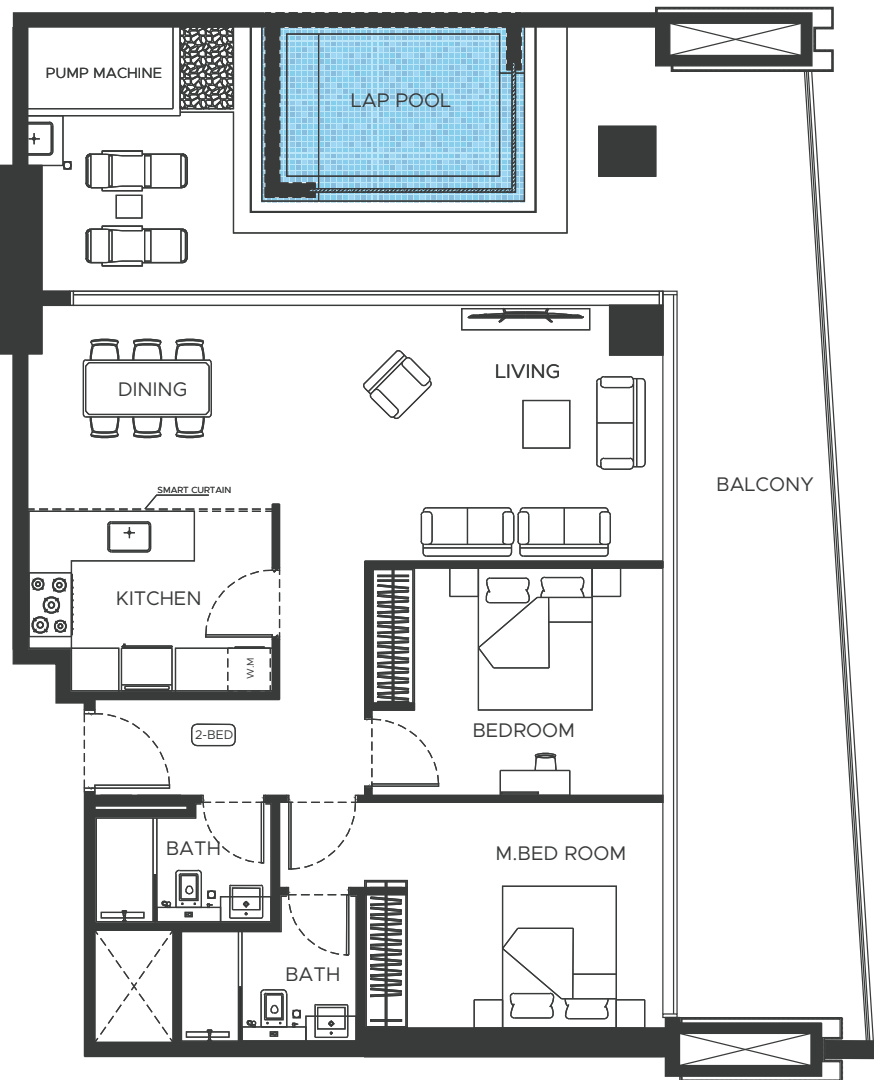 PUMP MACHINE
LAP POOL
LIVING
DINING
BALCONY
SMART CURTAIN
KITCHEN
W.M
2-BED
BEDROOM
BATH
M.BED ROOM
BATH